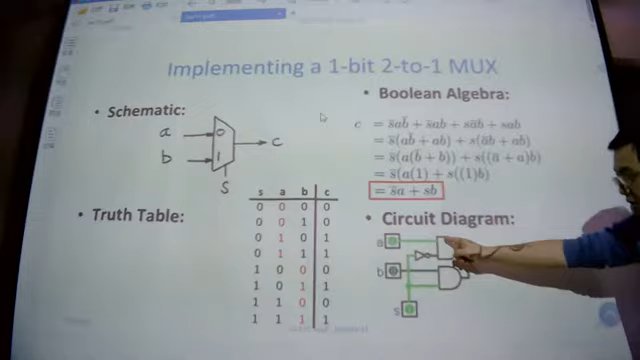 Implementing a 1-bit 2-to-1 MUX
• Schematic:
a
0
c
b
1
S
• Truth Table:
s a b c
0 0 0 0
0 0 1 0
0 1 0 1
0 1 1 1
1 0 0 0
1 0 1 1
1 1 0 0
1 1 1 1
• Boolean Algebra:
c = s̄ab̄ + s̄ab + sāb + sab
= s̄(ab̄ + ab) + s(āb + ab)
= s̄(a(b̄ + b)) + s((ā + a)b)
= s̄(a(1) + s((1)b)
= s̄a + sb
• Circuit Diagram:
a
b
s